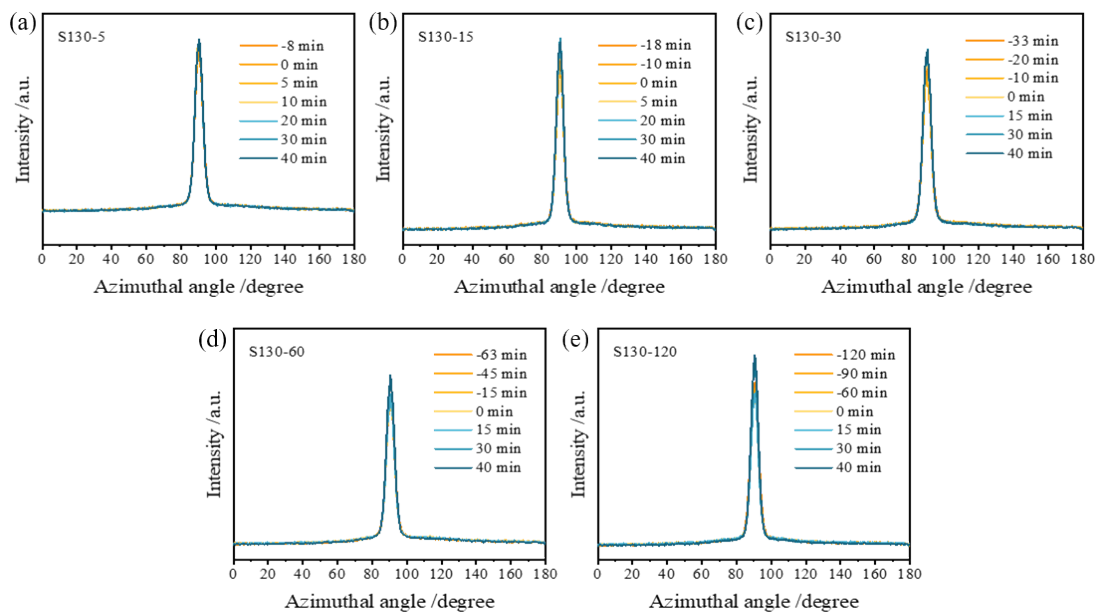 (a)
S130-5
-8 min
0 min
5 min
10 min
20 min
30 min
40 min
Intensity /a.u.
0 20 40 60 80 100 120 140 160 180
Azimuthal angle /degree
(b)
S130-15
-18 min
-10 min
0 min
5 min
20 min
30 min
40 min
Intensity /a.u.
0 20 40 60 80 100 120 140 160 180
Azimuthal angle /degree
(c)
S130-30
-33 min
-20 min
-10 min
0 min
15 min
30 min
40 min
Intensity /a.u.
0 20 40 60 80 100 120 140 160 180
Azimuthal angle /degree
(d)
S130-60
-63 min
-45 min
-15 min
0 min
15 min
30 min
40 min
Intensity /a.u.
0 20 40 60 80 100 120 140 160 180
Azimuthal angle /degree
(e)
S130-120
-120 min
-90 min
-60 min
0 min
15 min
30 min
40 min
Intensity /a.u.
0 20 40 60 80 100 120 140 160 180
Azimuthal angle /degree